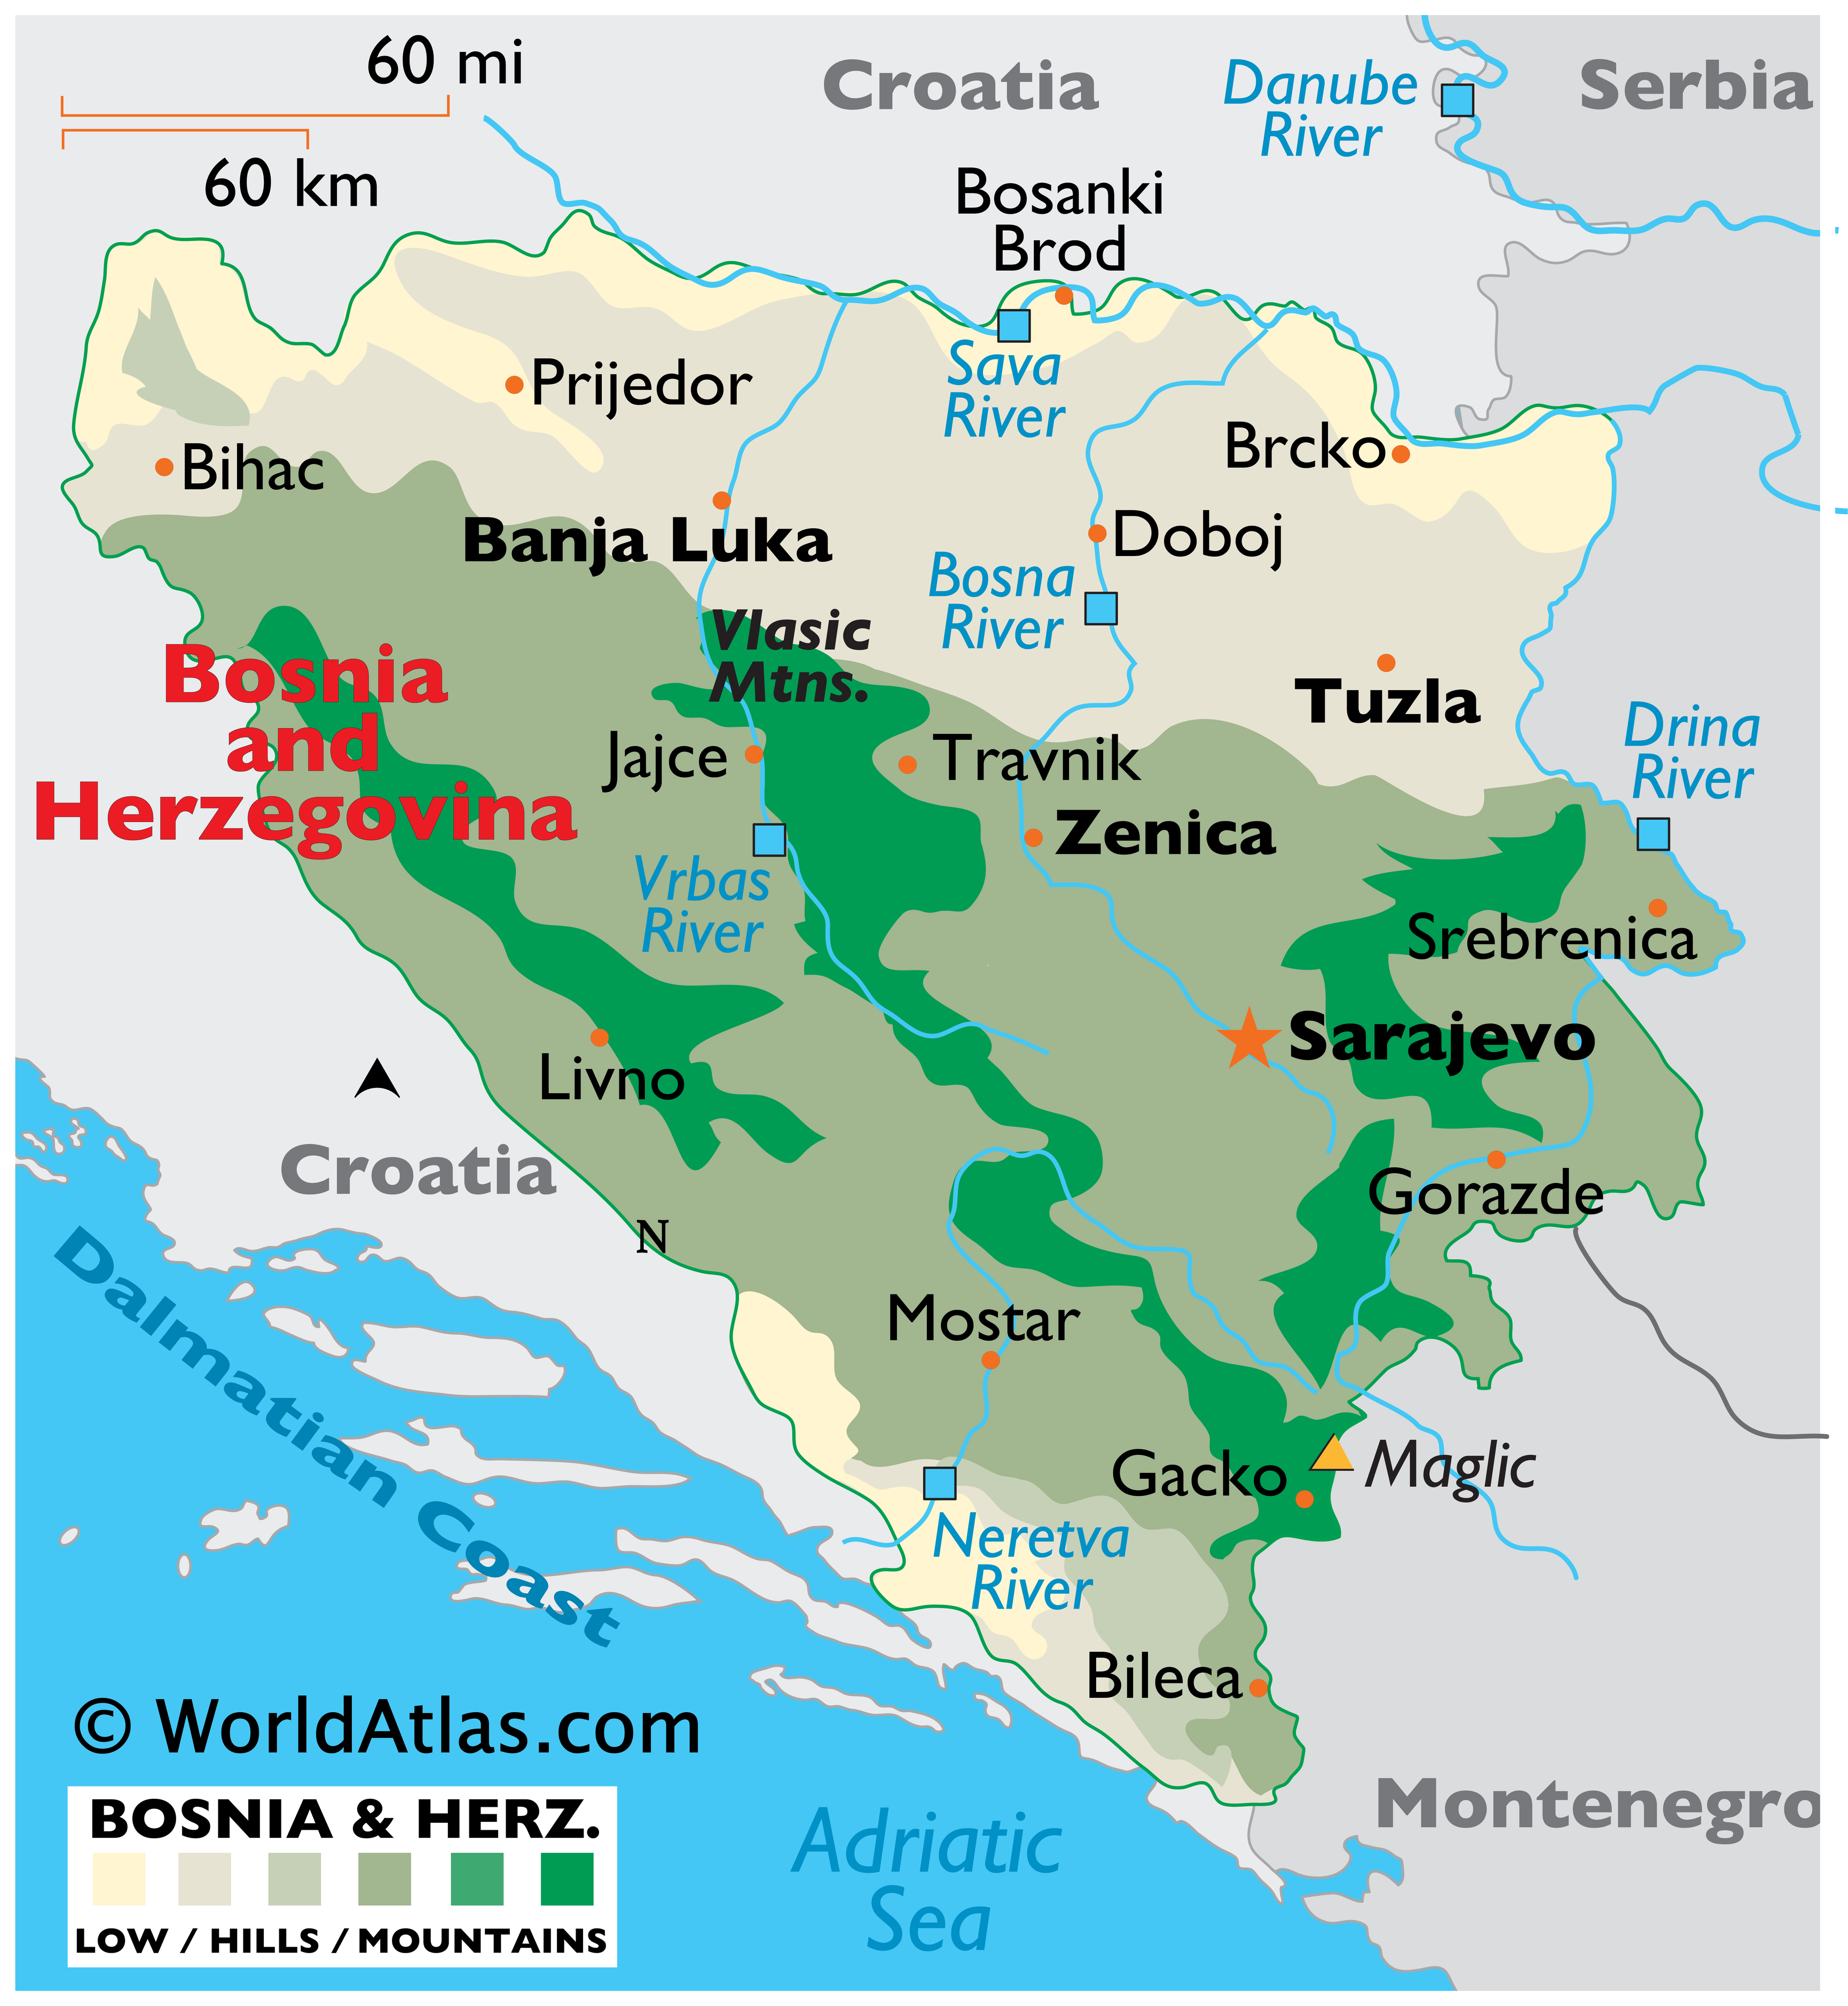 60 mi
60 km
Croatia
Danube
River
Serbia
Bosanki
Brod
Prijedor
Sava
River
Brcko
Bihac
Banja Luka
Doboj
Bosna
River
Vlasic
Mtns.
Bosnia
and
Herzegovina
Tuzla
Drina
River
Jajce
Travnik
Zenica
Vrbas
River
Srebrenica
Sarajevo
Livno
Croatia
Gorazde
N
Dalmatian Coast
Mostar
Gacko
Maglic
Neretva
River
Bileca
© WorldAtlas.com
Montenegro
Adriatic
Sea
BOSNIA & HERZ.
LOW / HILLS / MOUNTAINS